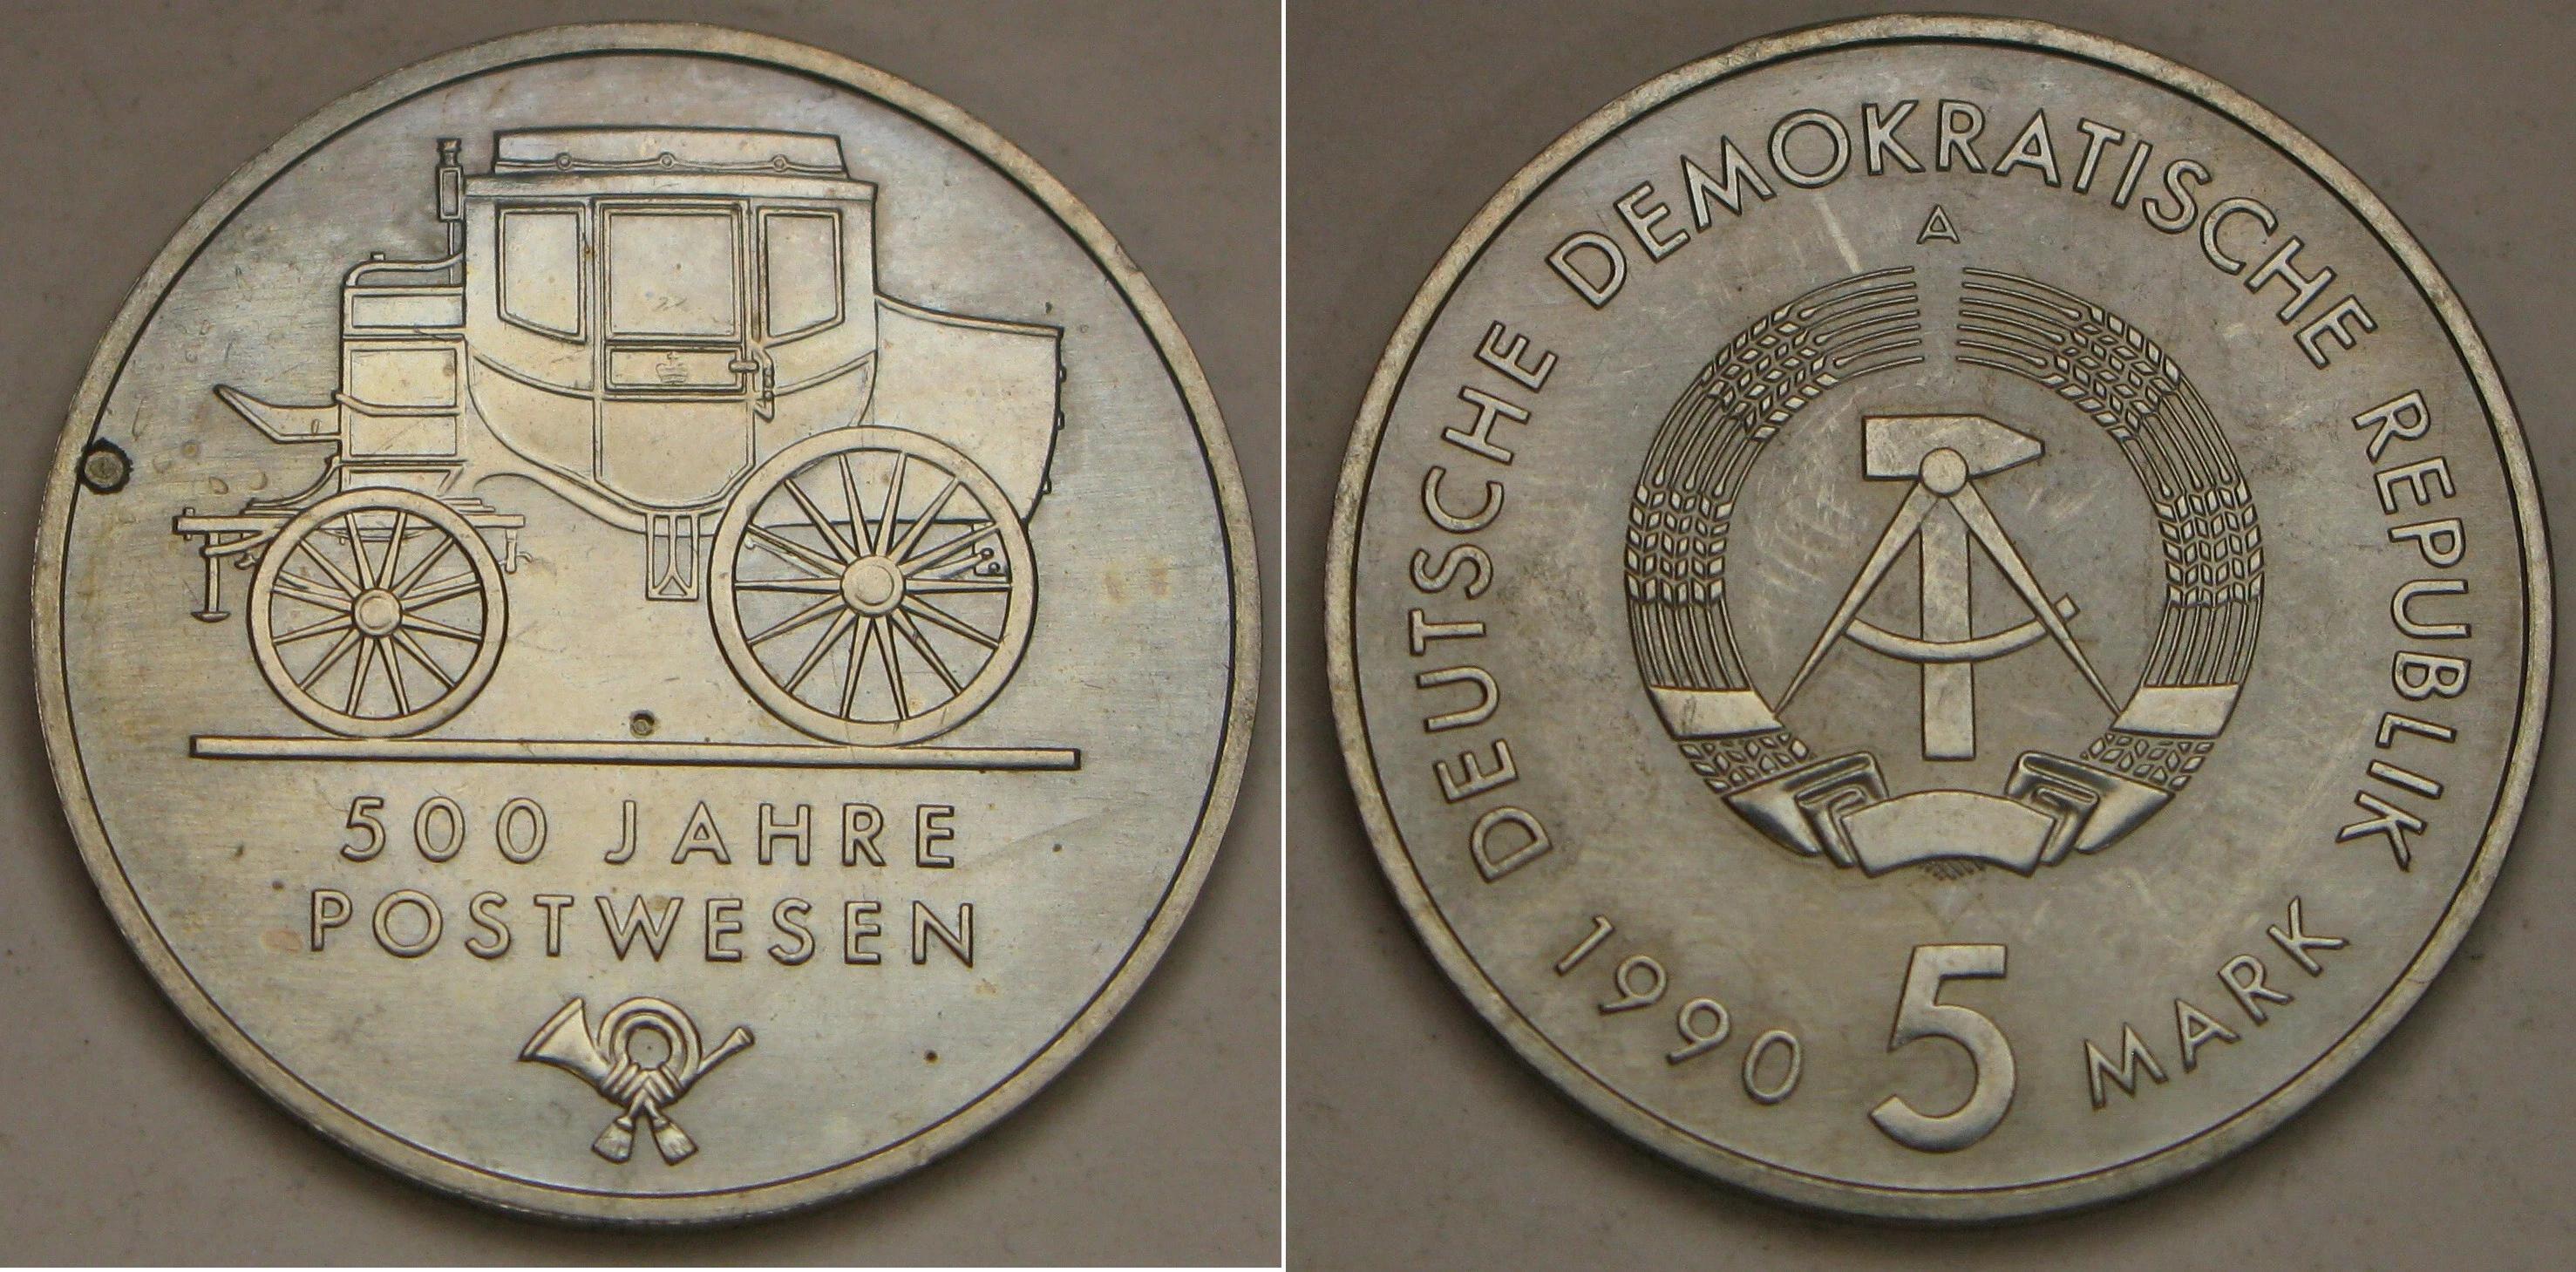 500 JAHRE
POSTWESEN
DEUTSCHE DEMOKRATISCHE REPUBLIK
A
1990 5 MARK